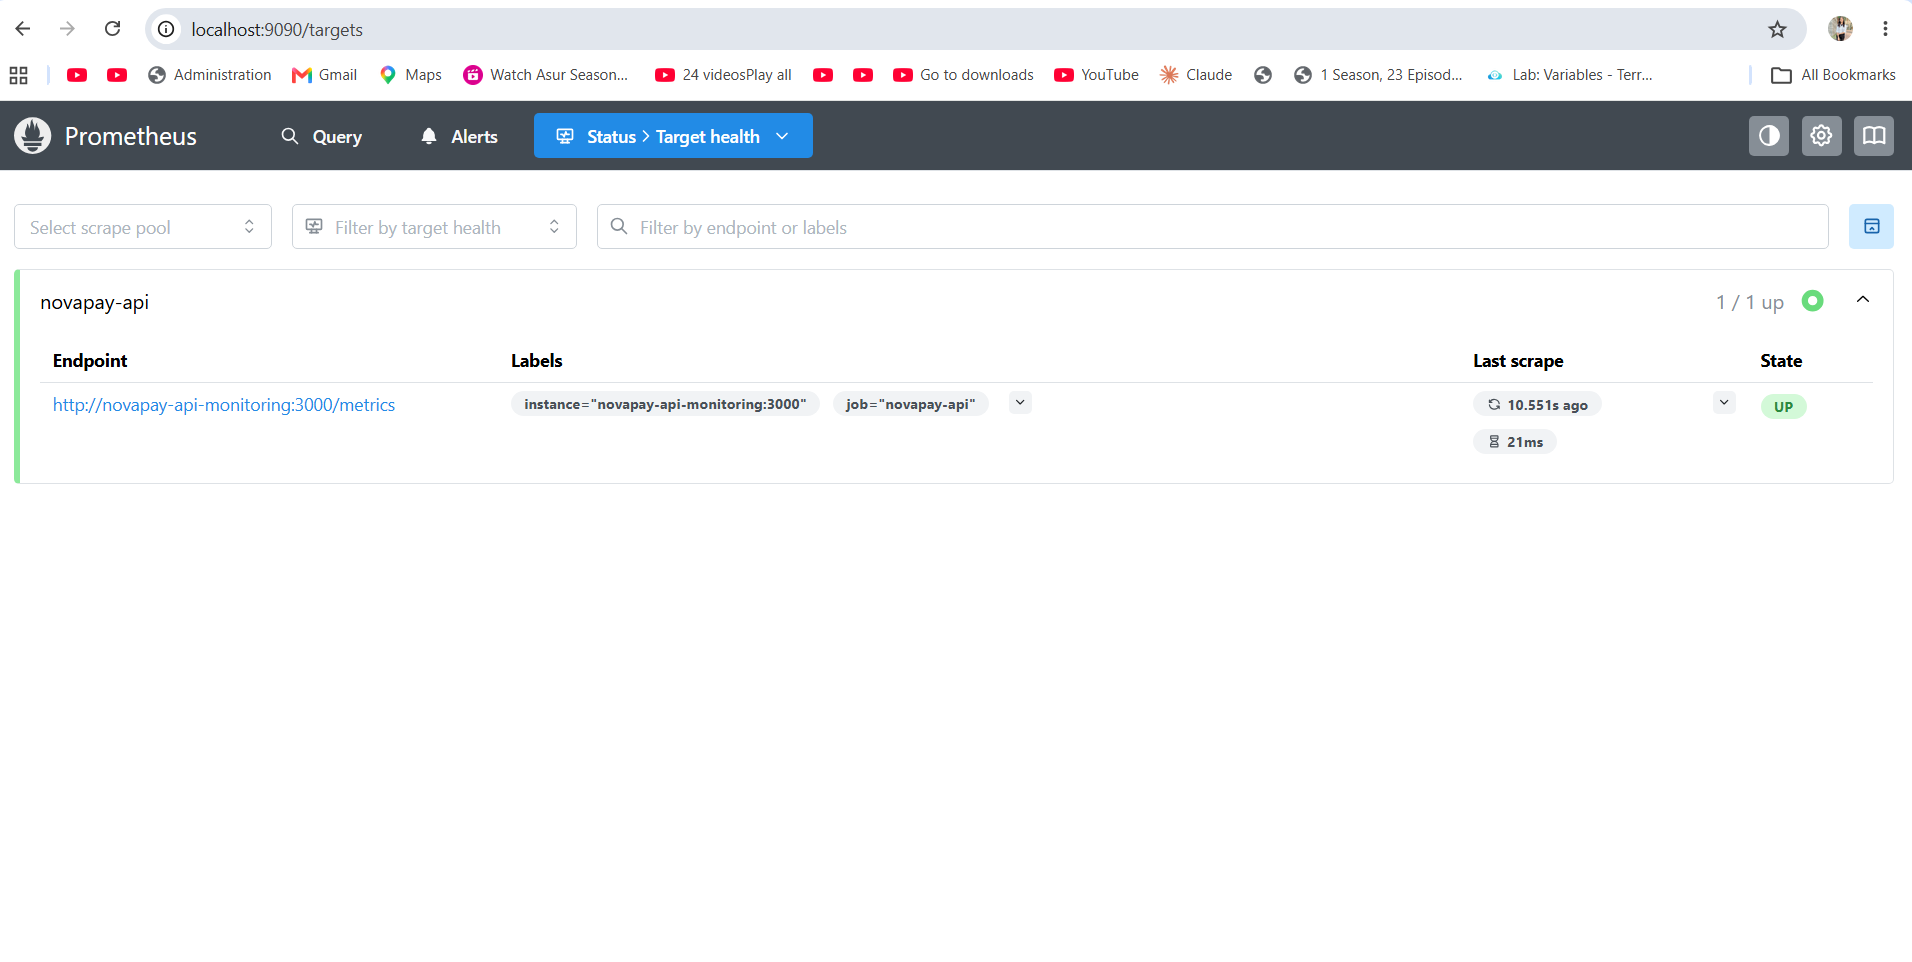 localhost:9090/targets
Administration
Gmail
Maps
Watch Asur Season...
24 videosPlay all
Go to downloads
YouTube
Claude
1 Season, 23 Episod...
Lab: Variables - Terr...
All Bookmarks
Prometheus
Query
Alerts
Status > Target health
Select scrape pool
Filter by target health
Filter by endpoint or labels
novapay-api
1 / 1 up
Endpoint
Labels
Last scrape
State
http://novapay-api-monitoring:3000/metrics
instance="novapay-api-monitoring:3000"
job="novapay-api"
10.551s ago
UP
21ms